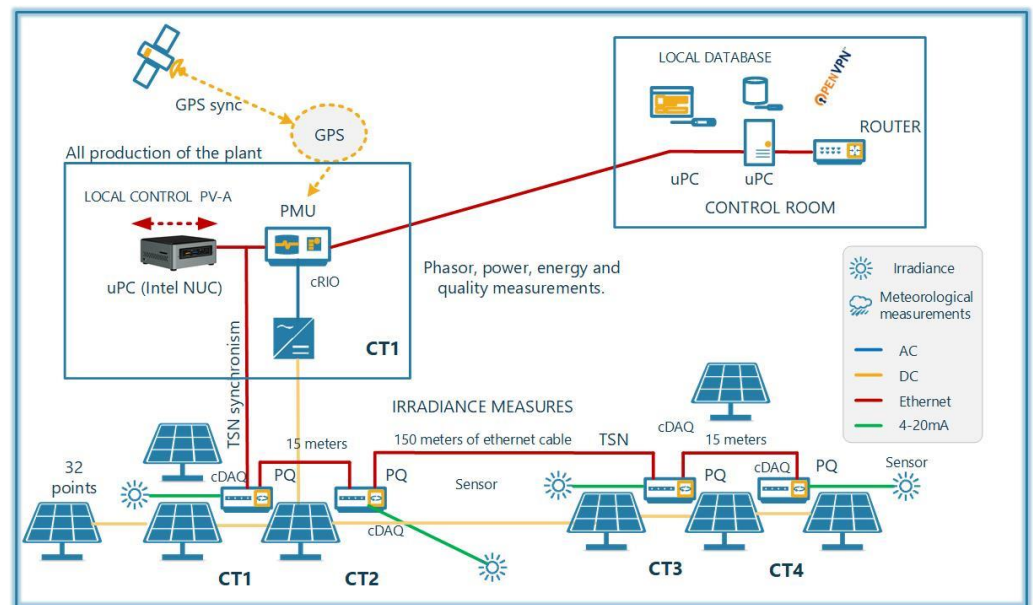 GPS sync
GPS
All production of the plant
LOCAL CONTROL PV-A
PMU
uPC (Intel NUC)
cRIO
CT1
TSN synchronism
LOCAL DATABASE
OPENVPN™
ROUTER
uPC
uPC
CONTROL ROOM
Phasor, power, energy and
quality measurements.
Irradiance
Meteorological
measurements
AC
DC
Ethernet
4-20mA
IRRADIANCE MEASURES
15 meters
150 meters of ethernet cable
TSN
cDAQ
15 meters
32
points
cDAQ
PQ
PQ
Sensor
PQ
cDAQ
PQ
Sensor
cDAQ
CT1
CT2
CT3
CT4